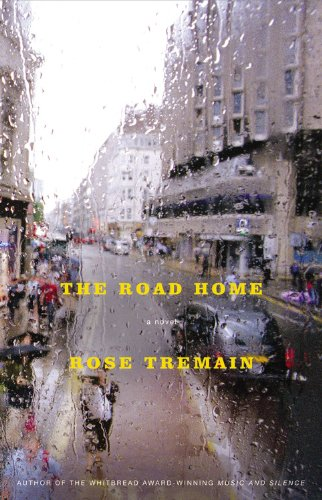 THE ROAD HOME
a novel
ROSE TREMAIN
AUTHOR OF THE WHITBREAD AWARD-WINNING MUSIC AND SILENCE